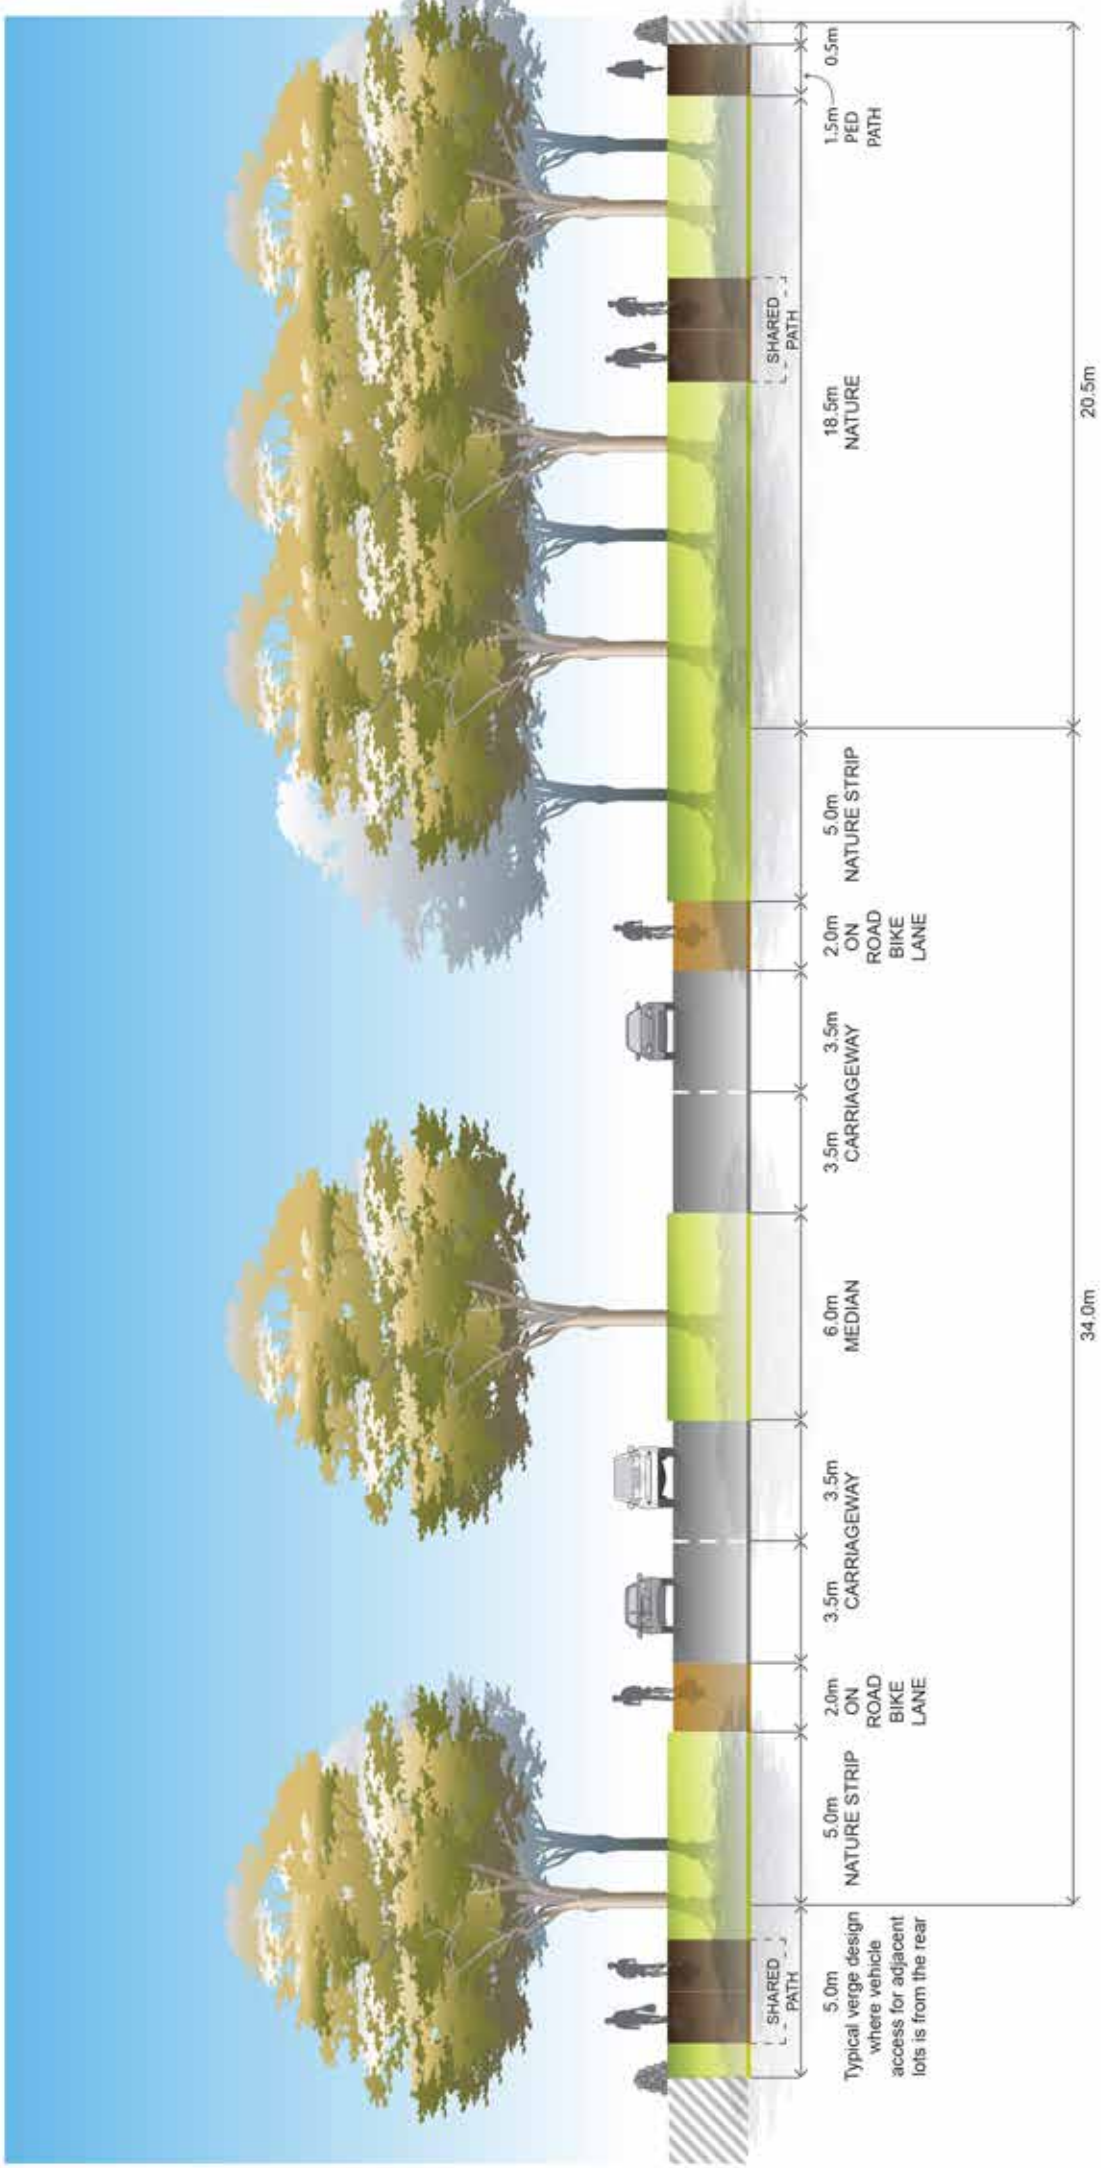 SHARED
PATH
SHARED
PATH
5.0m
Typical verge design
where vehicle
access for adjacent
lots is from the rear
5.0m
NATURE STRIP
2.0m
ON
ROAD
BIKE
LANE
3.5m
3.5m
CARRIAGEWAY
6.0m
MEDIAN
3.5m
3.5m
CARRIAGEWAY
2.0m
ON
ROAD
BIKE
LANE
5.0m
NATURE STRIP
18.5m
NATURE
1.5m
PED
PATH
0.5m
34.0m
20.5m